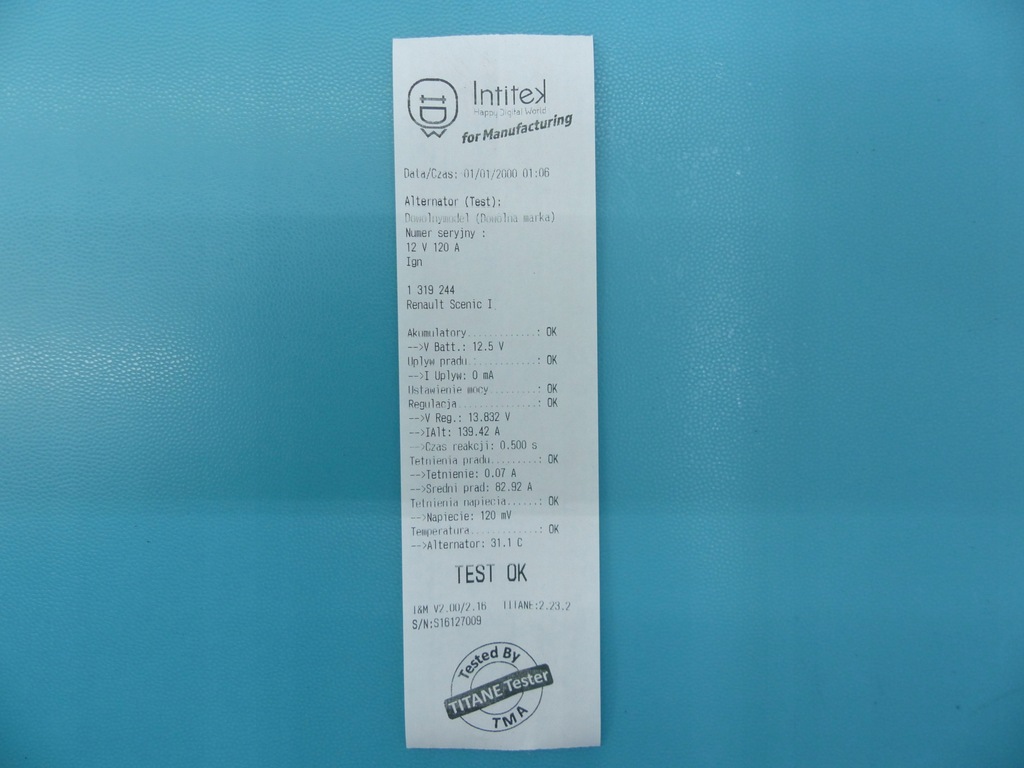 Intitek
Happy Digital World
for Manufacturing
Data/Czas: 01/01/2000 01:06
Alternator (Test):
Dowolnymodel (Dowolna marka)
Numer seryjny :
12 V 120 A
Ign
1 319 244
Renault Scenic I
Akumulatory............: OK
-->V Batt.: 12.5 V
Uplyw pradu............: OK
-->I Uplyw: 0 mA
Ustawienie mocy........: OK
Regulacja..............: OK
-->V Reg.: 13.832 V
-->IAlt: 139.42 A
-->Czas reakcji: 0.500 s
Tetnienia pradu.........: OK
-->Tetnienie: 0.07 A
-->Sredni prad: 82.92 A
Tetnienia napiecia......: OK
-->Napiecie: 120 mV
Temperatura.............: OK
-->Alternator: 31.1 C
TEST OK
I&M V2.00/2.16 TITANE:2.23.2
S/N:S16127009
Tested By
TITANE Tester
TMA